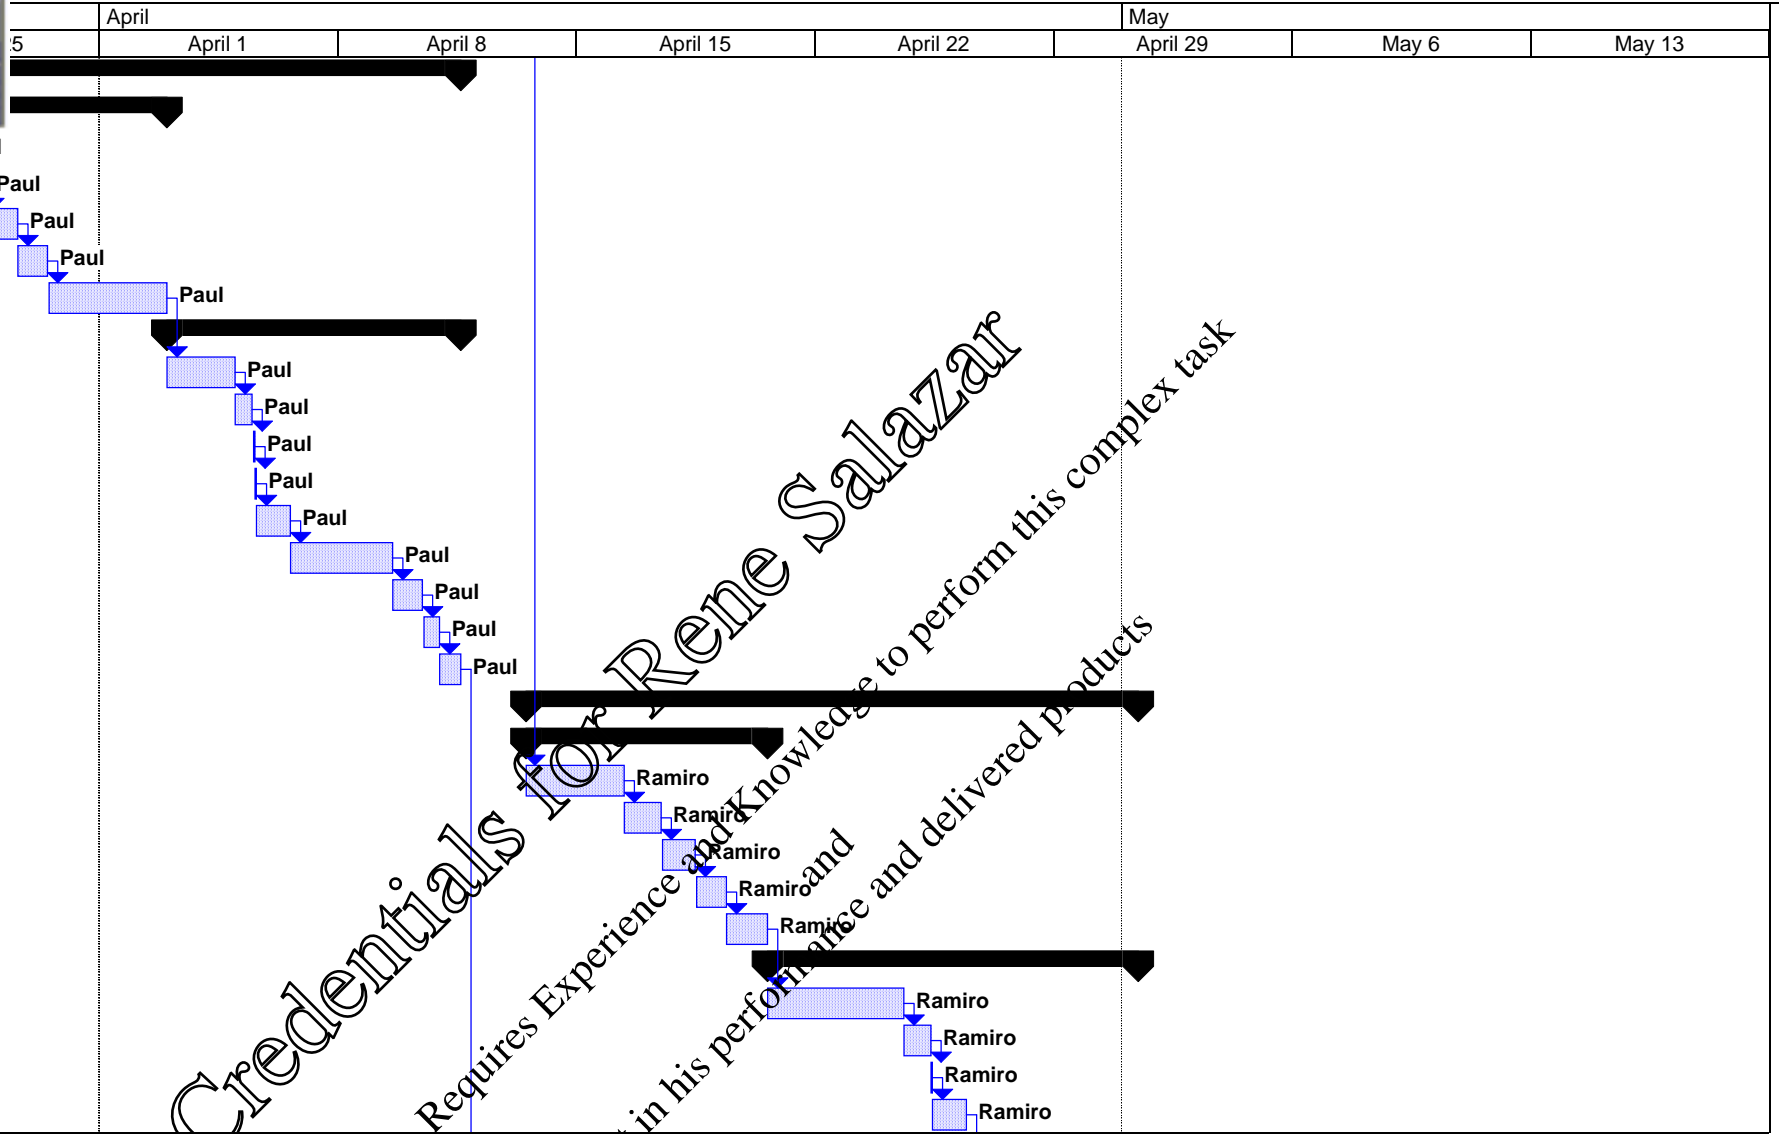 April May
25 April 1 April 8 April 15 April 22 April 29 May 6 May 13
Paul
Paul
Paul
Paul
Paul
Paul
Paul
Paul
Paul
Paul
Paul
Paul
Paul
Ramiro
Ramiro
Ramiro
Ramiro
Ramiro
Ramiro
Ramiro
Ramiro
Ramiro
Credentials for Rene Salazar
Requires Experience and Knowledge to perform this complex task
and
in his performance and delivered products